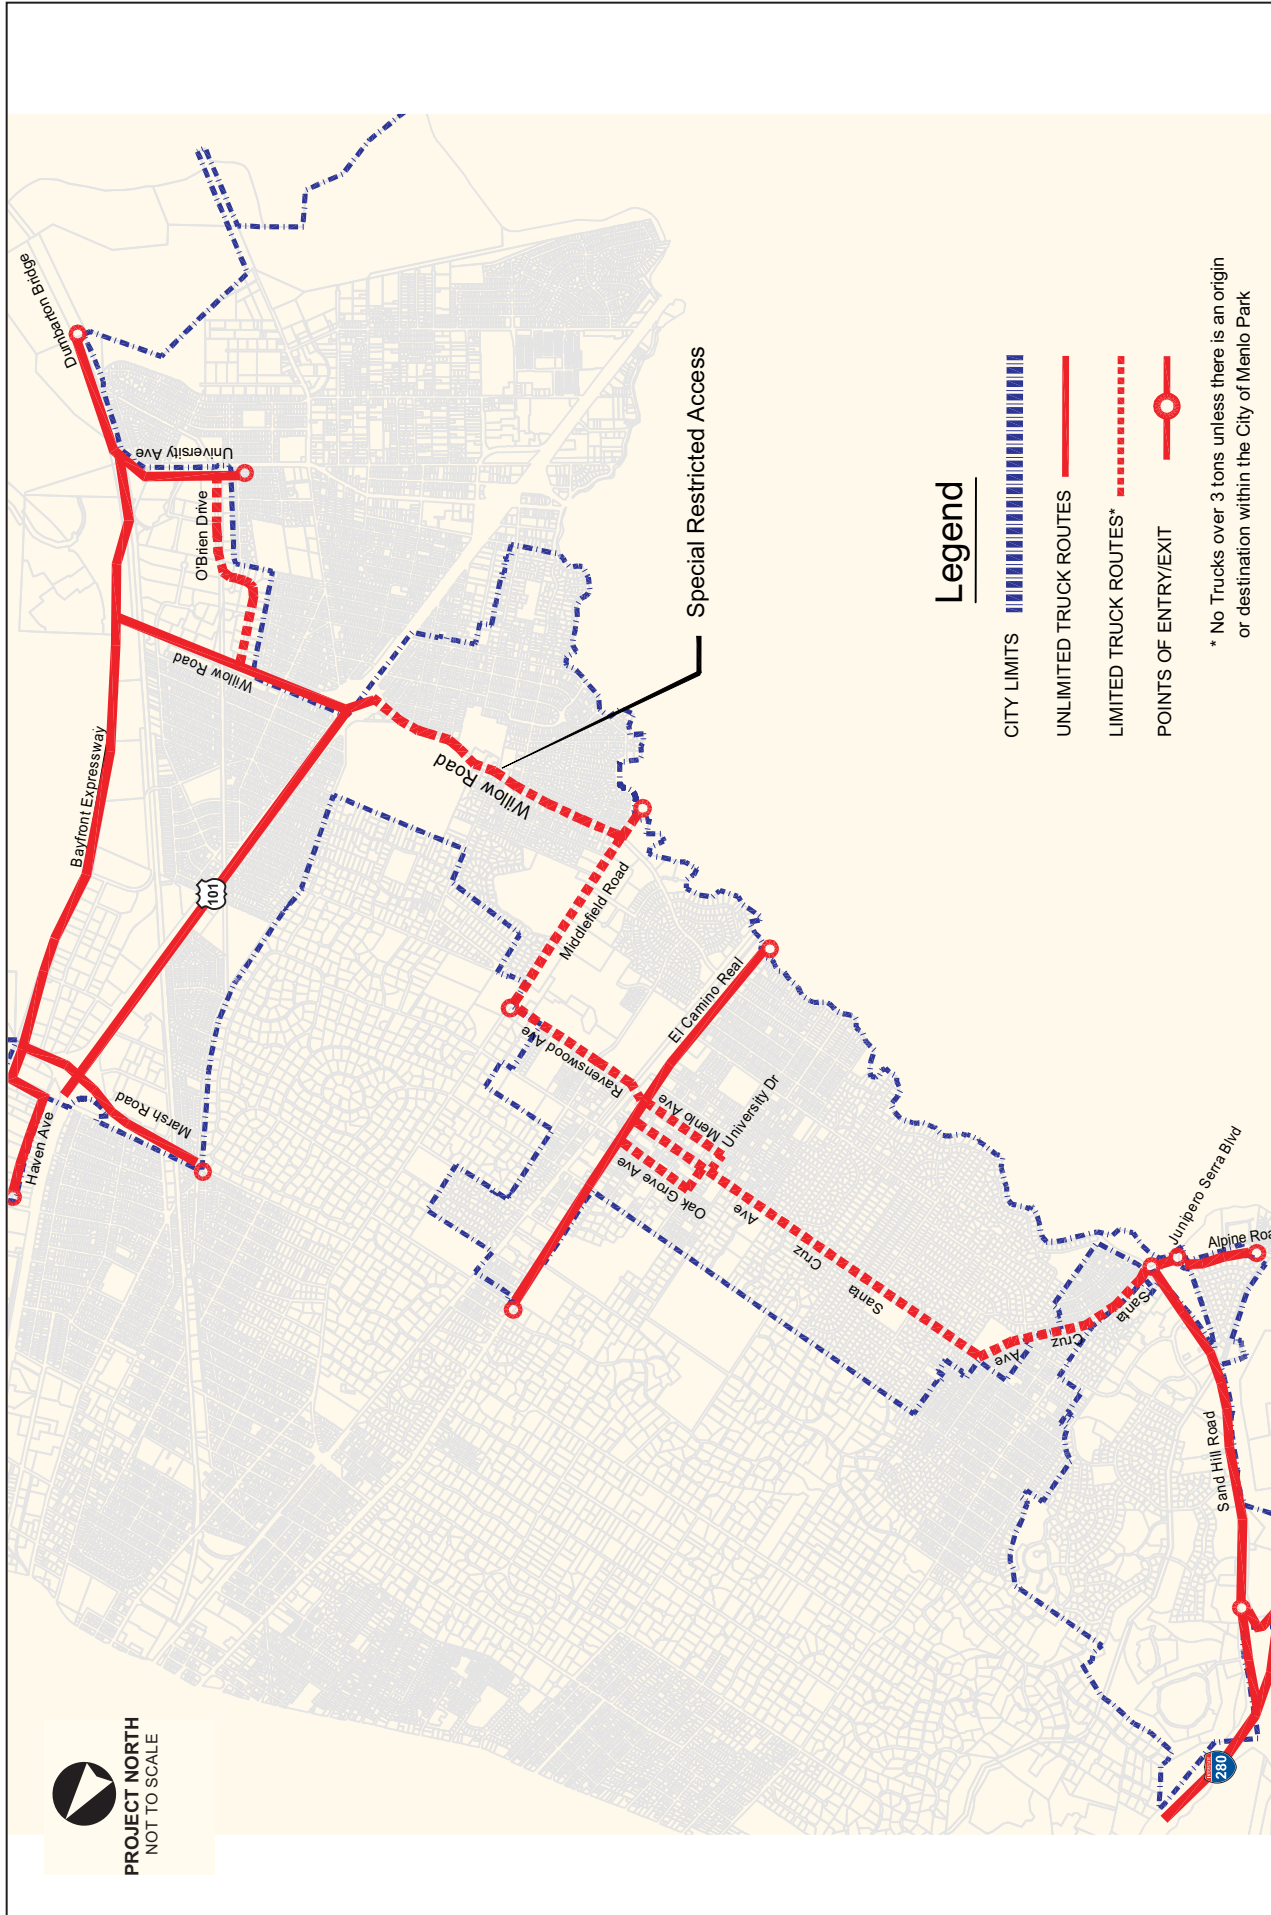 PROJECT NORTH
NOT TO SCALE
Haven Ave
Marsh Road
101
Bayfront Expressway
Willow Road
O'Brien Drive
University Ave
Dumbarton Bridge
Willow Road
Special Restricted Access
Middlefield Road
Ravenswood Ave
El Camino Real
Menlo Ave
University Dr
Oak Grove Ave
Santa Cruz Ave
Santa Cruz Ave
Junipero Serra Blvd
Alpine Roa
Sand Hill Road
280
Legend
CITY LIMITS
UNLIMITED TRUCK ROUTES
LIMITED TRUCK ROUTES*
POINTS OF ENTRY/EXIT
* No Trucks over 3 tons unless there is an origin
or destination within the City of Menlo Park